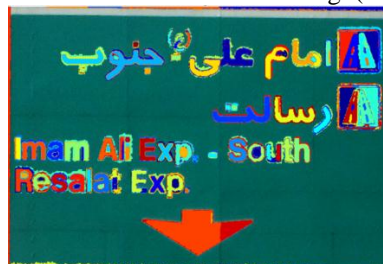 امام علی (ع) جنوب
رسالت
Imam Ali Exp. - South
Resalat Exp.